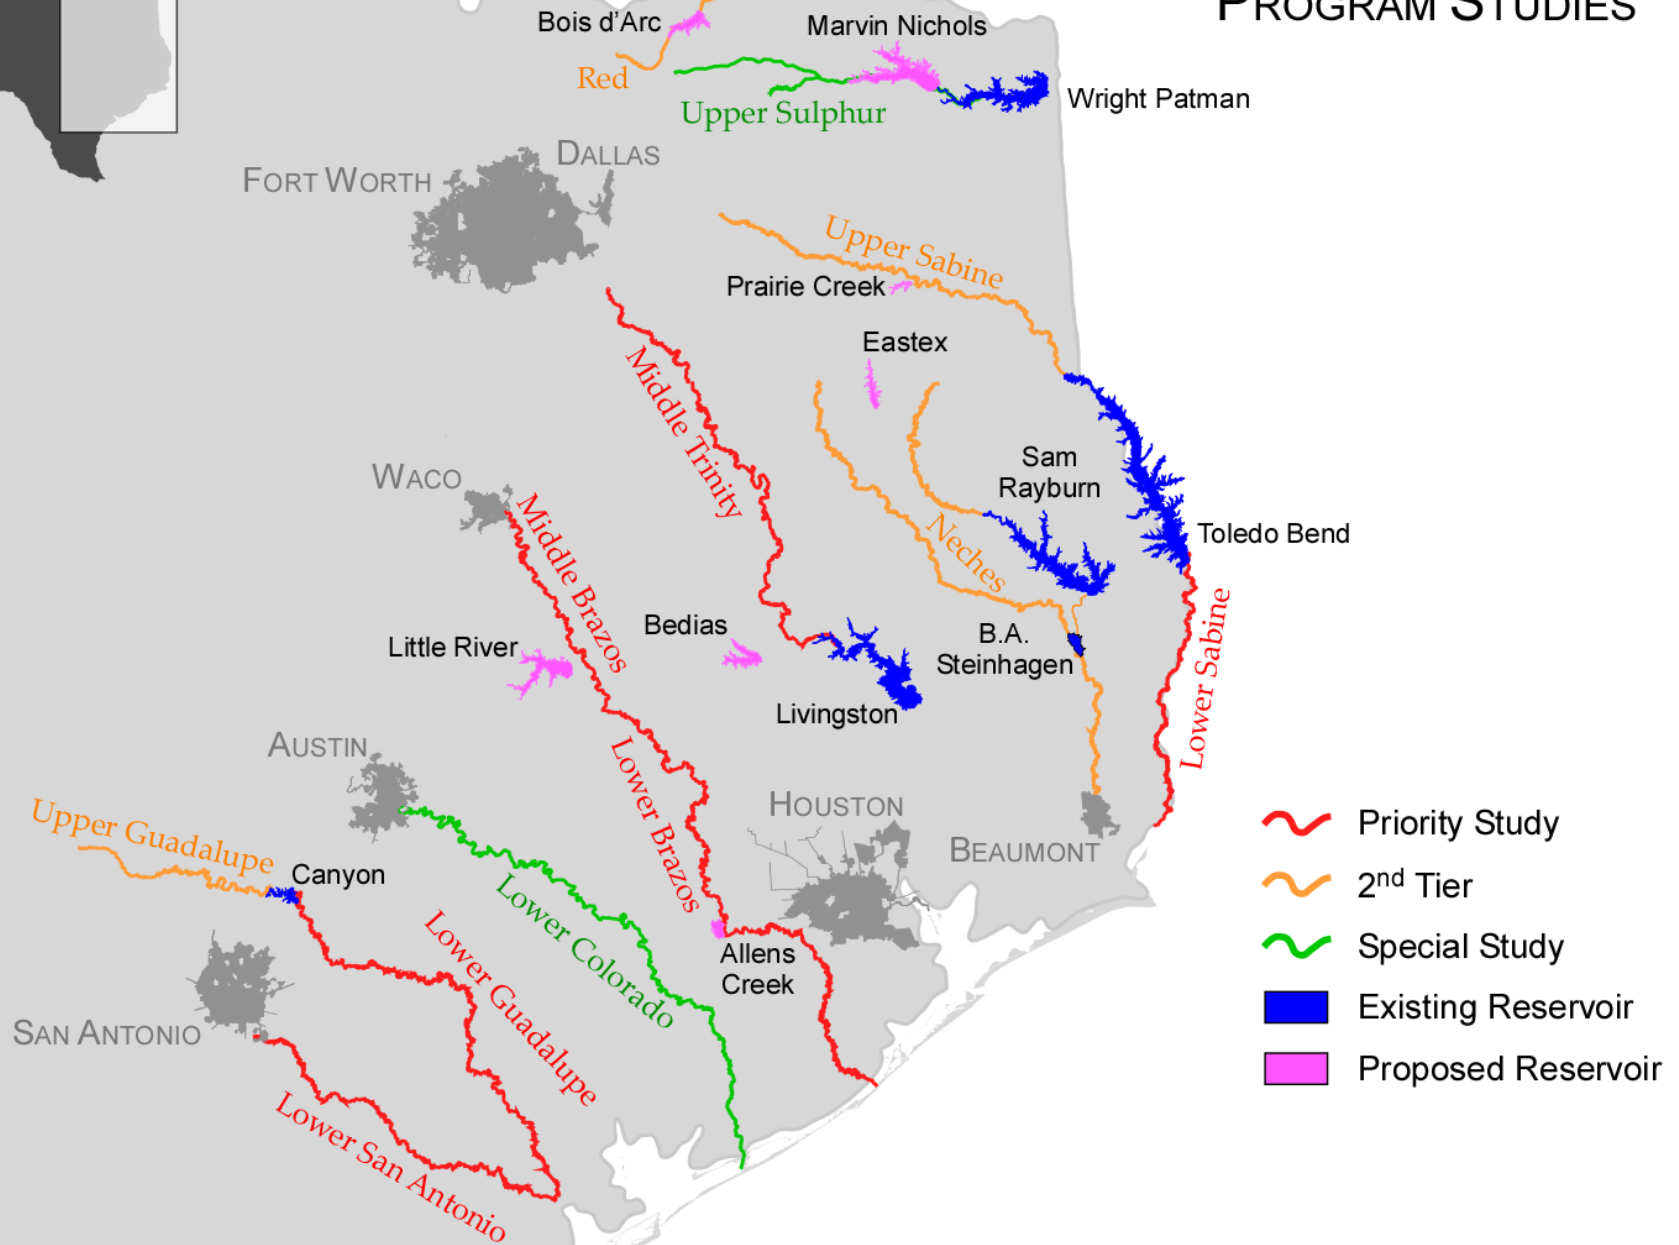 PROGRAM STUDIES
Bois d'Arc
Marvin Nichols
Red
Upper Sulphur
Wright Patman
DALLAS
FORT WORTH
Upper Sabine
Prairie Creek
Eastex
Middle Trinity
Sam
Rayburn
WACO
Middle Brazos
Neches
Toledo Bend
Lower Sabine
Bedias
Little River
B.A.
Steinhagen
Livingston
AUSTIN
Lower Brazos
HOUSTON
BEAUMONT
Upper Guadalupe
Canyon
Lower Colorado
Lower Guadalupe
Allens
Creek
SAN ANTONIO
Lower San Antonio
Priority Study
2nd Tier
Special Study
Existing Reservoir
Proposed Reservoir